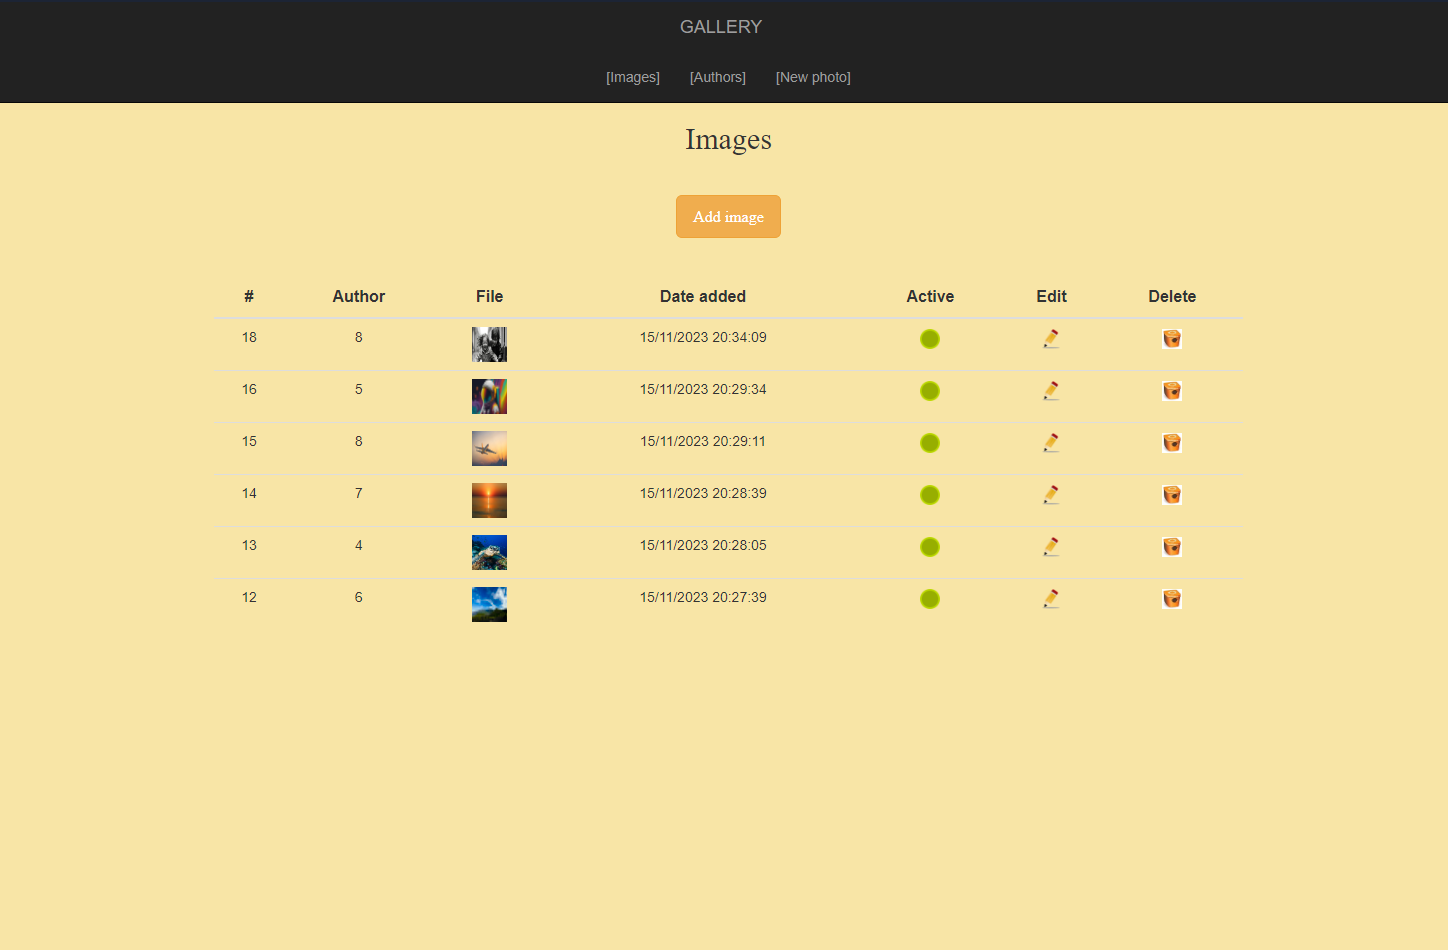 GALLERY
[Images] [Authors] [New photo]
Images
Add image
# Author File Date added Active Edit Delete
18 8 15/11/2023 20:34:09
16 5 15/11/2023 20:29:34
15 8 15/11/2023 20:29:11
14 7 15/11/2023 20:28:39
13 4 15/11/2023 20:28:05
12 6 15/11/2023 20:27:39